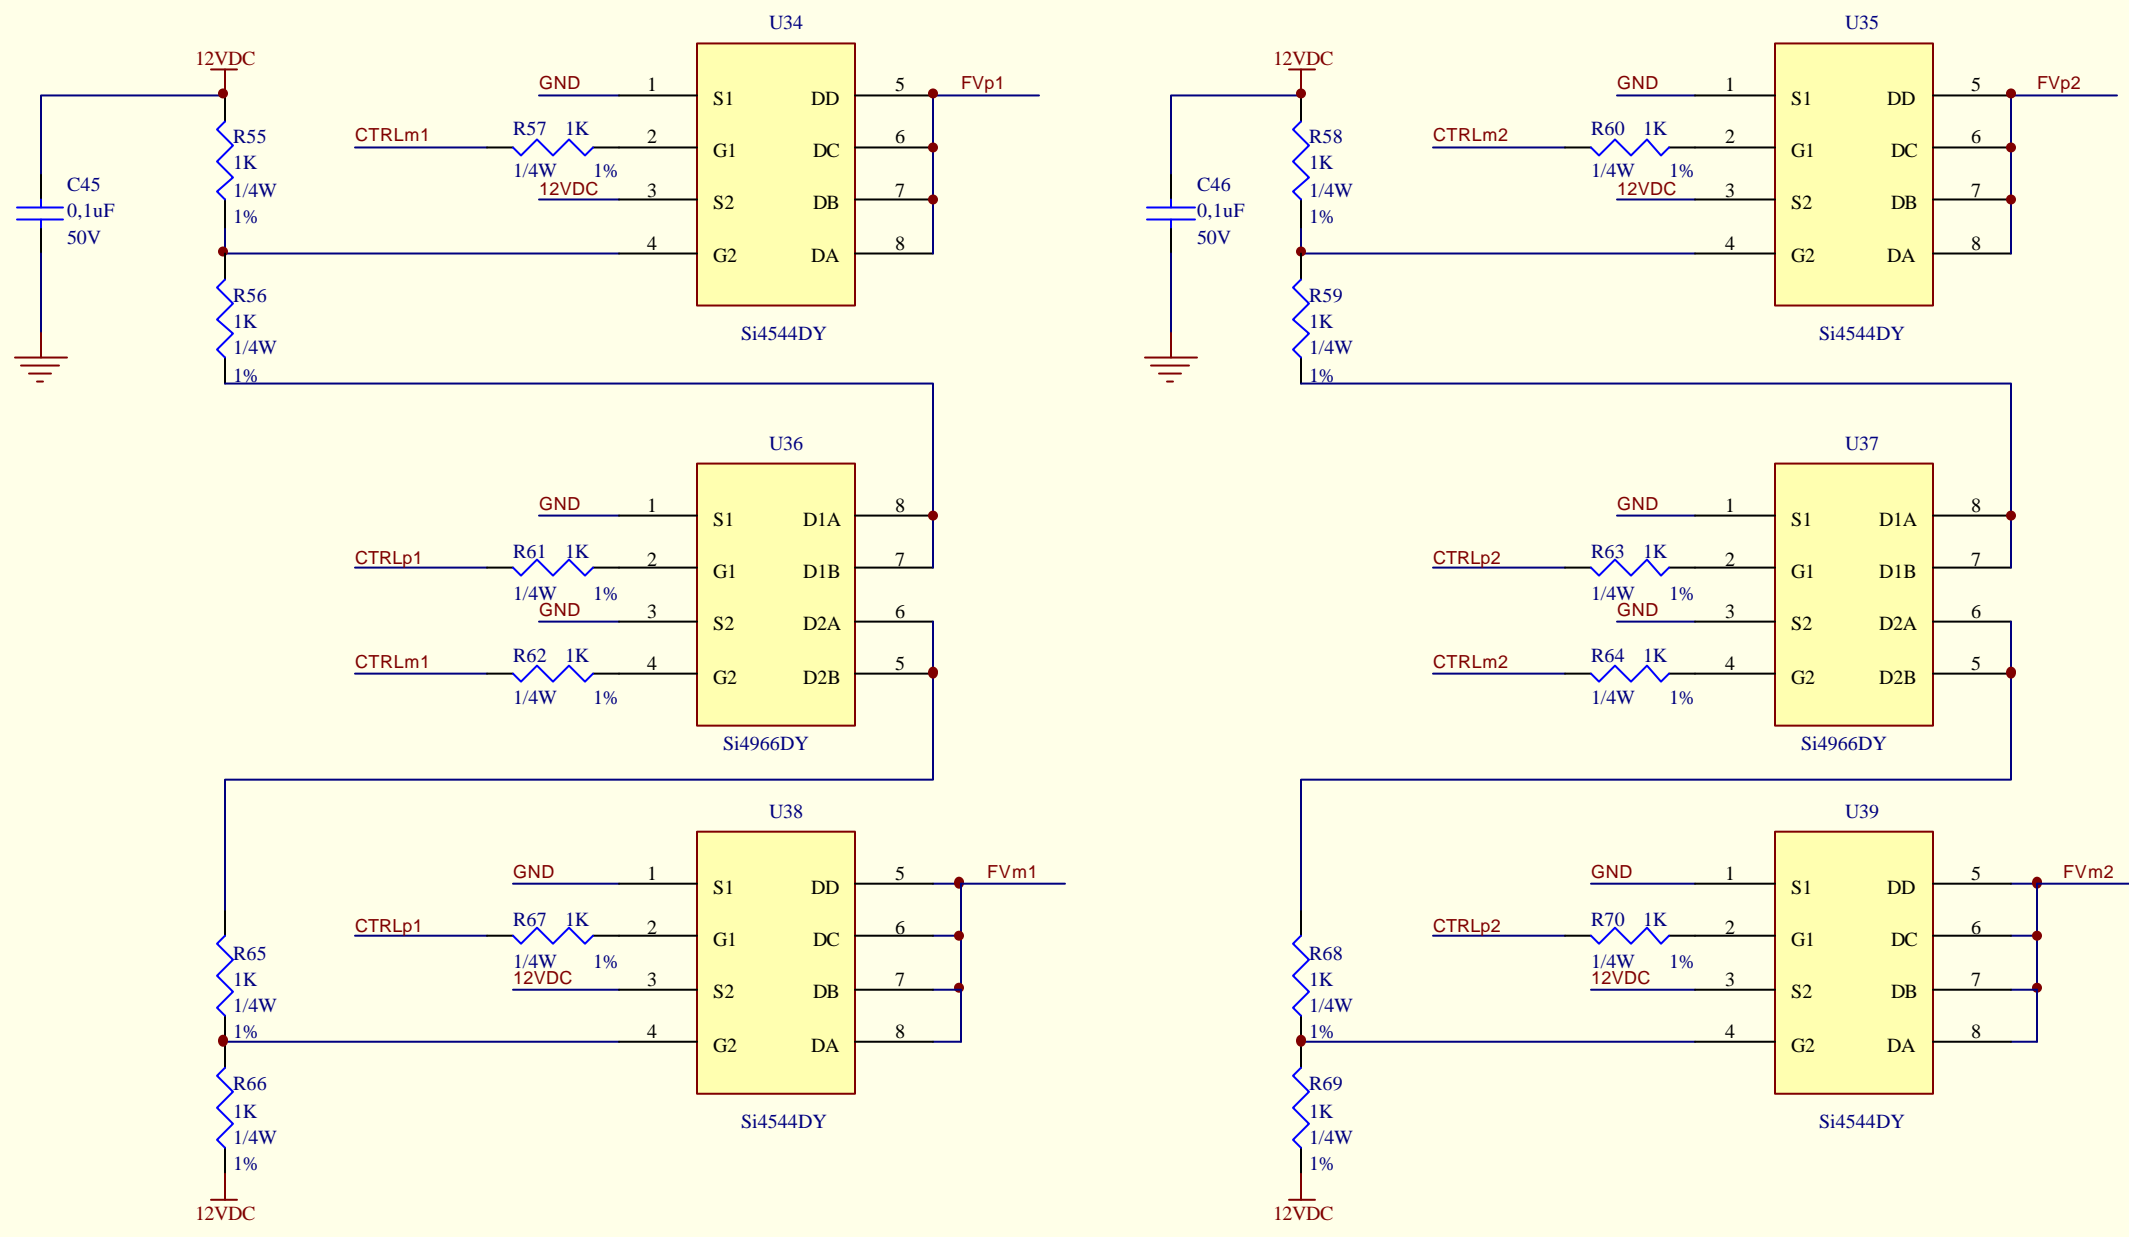 U34
12VDC
GND 1 S1 DD 5 FVp1
CTRLm1 R57 1K 2 G1 DC 6
1/4W 1%
12VDC 3 S2 DB 7
4 G2 DA 8
Si4544DY
R55
1K
1/4W
1%
C45
0,1uF
50V
R56
1K
1/4W
1%
U36
GND 1 S1 D1A 8
CTRLp1 R61 1K 2 G1 D1B 7
1/4W 1%
GND 3 S2 D2A 6
CTRLm1 R62 1K 4 G2 D2B 5
1/4W 1%
Si4966DY
U38
GND 1 S1 DD 5 FVm1
CTRLp1 R67 1K 2 G1 DC 6
1/4W 1%
12VDC 3 S2 DB 7
4 G2 DA 8
Si4544DY
R65
1K
1/4W
1%
R66
1K
1/4W
1%
12VDC
U35
12VDC
GND 1 S1 DD 5 FVp2
CTRLm2 R60 1K 2 G1 DC 6
1/4W 1%
12VDC 3 S2 DB 7
4 G2 DA 8
Si4544DY
R58
1K
1/4W
1%
C46
0,1uF
50V
R59
1K
1/4W
1%
U37
GND 1 S1 D1A 8
CTRLp2 R63 1K 2 G1 D1B 7
1/4W 1%
GND 3 S2 D2A 6
CTRLm2 R64 1K 4 G2 D2B 5
1/4W 1%
Si4966DY
U39
GND 1 S1 DD 5 FVm2
CTRLp2 R70 1K 2 G1 DC 6
1/4W 1%
12VDC 3 S2 DB 7
4 G2 DA 8
Si4544DY
R68
1K
1/4W
1%
R69
1K
1/4W
1%
12VDC